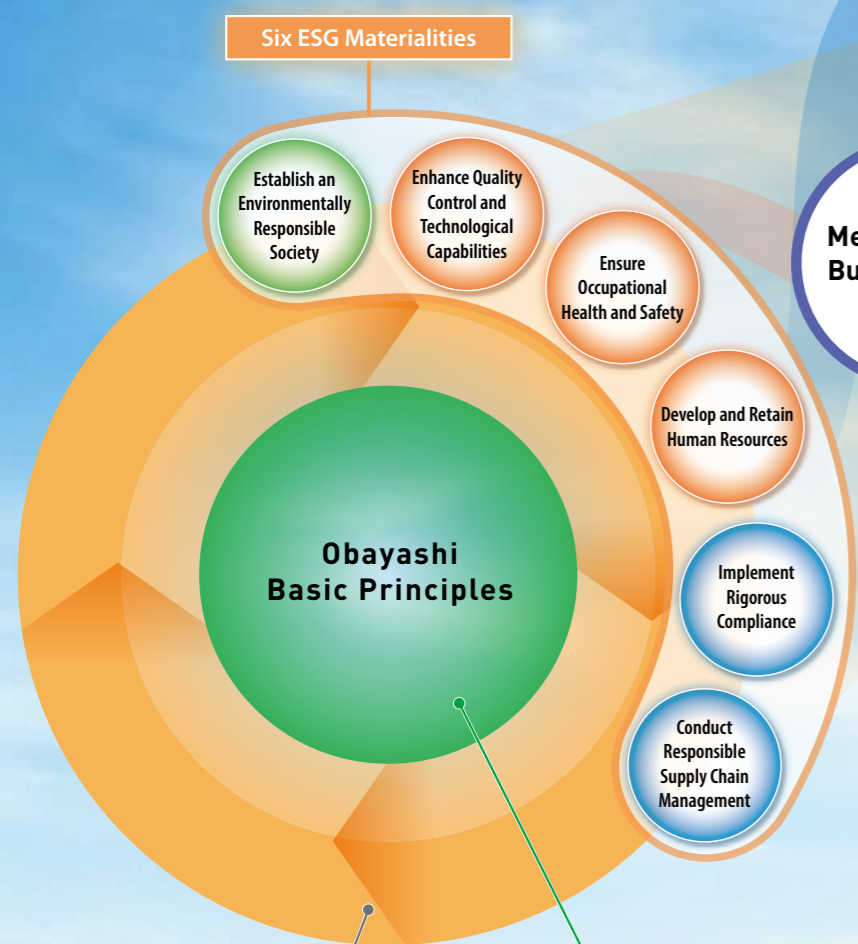 Six ESG Materialities
Establish an
Environmentally
Responsible
Society
Enhance Quality
Control and
Technological
Capabilities
Ensure
Occupational
Health and Safety
Develop and Retain
Human Resources
Implement
Rigorous
Compliance
Conduct
Responsible
Supply Chain
Management
Obayashi
Basic Principles